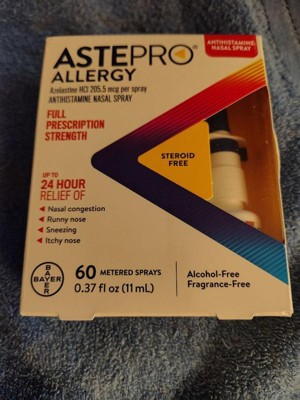 ASTEPRO®
ALLERGY
Azelastine HCl 205.5 mcg per spray
ANTIHISTAMINE NASAL SPRAY
ANTIHISTAMINE
NASAL SPRAY
FULL
PRESCRIPTION
STRENGTH
STEROID
FREE
UP TO
24 HOUR
RELIEF OF
Nasal congestion
Runny nose
Sneezing
Itchy nose
BAYER
BAYER
60 METERED SPRAYS
0.37 fl oz (11 mL)
Alcohol-Free
Fragrance-Free